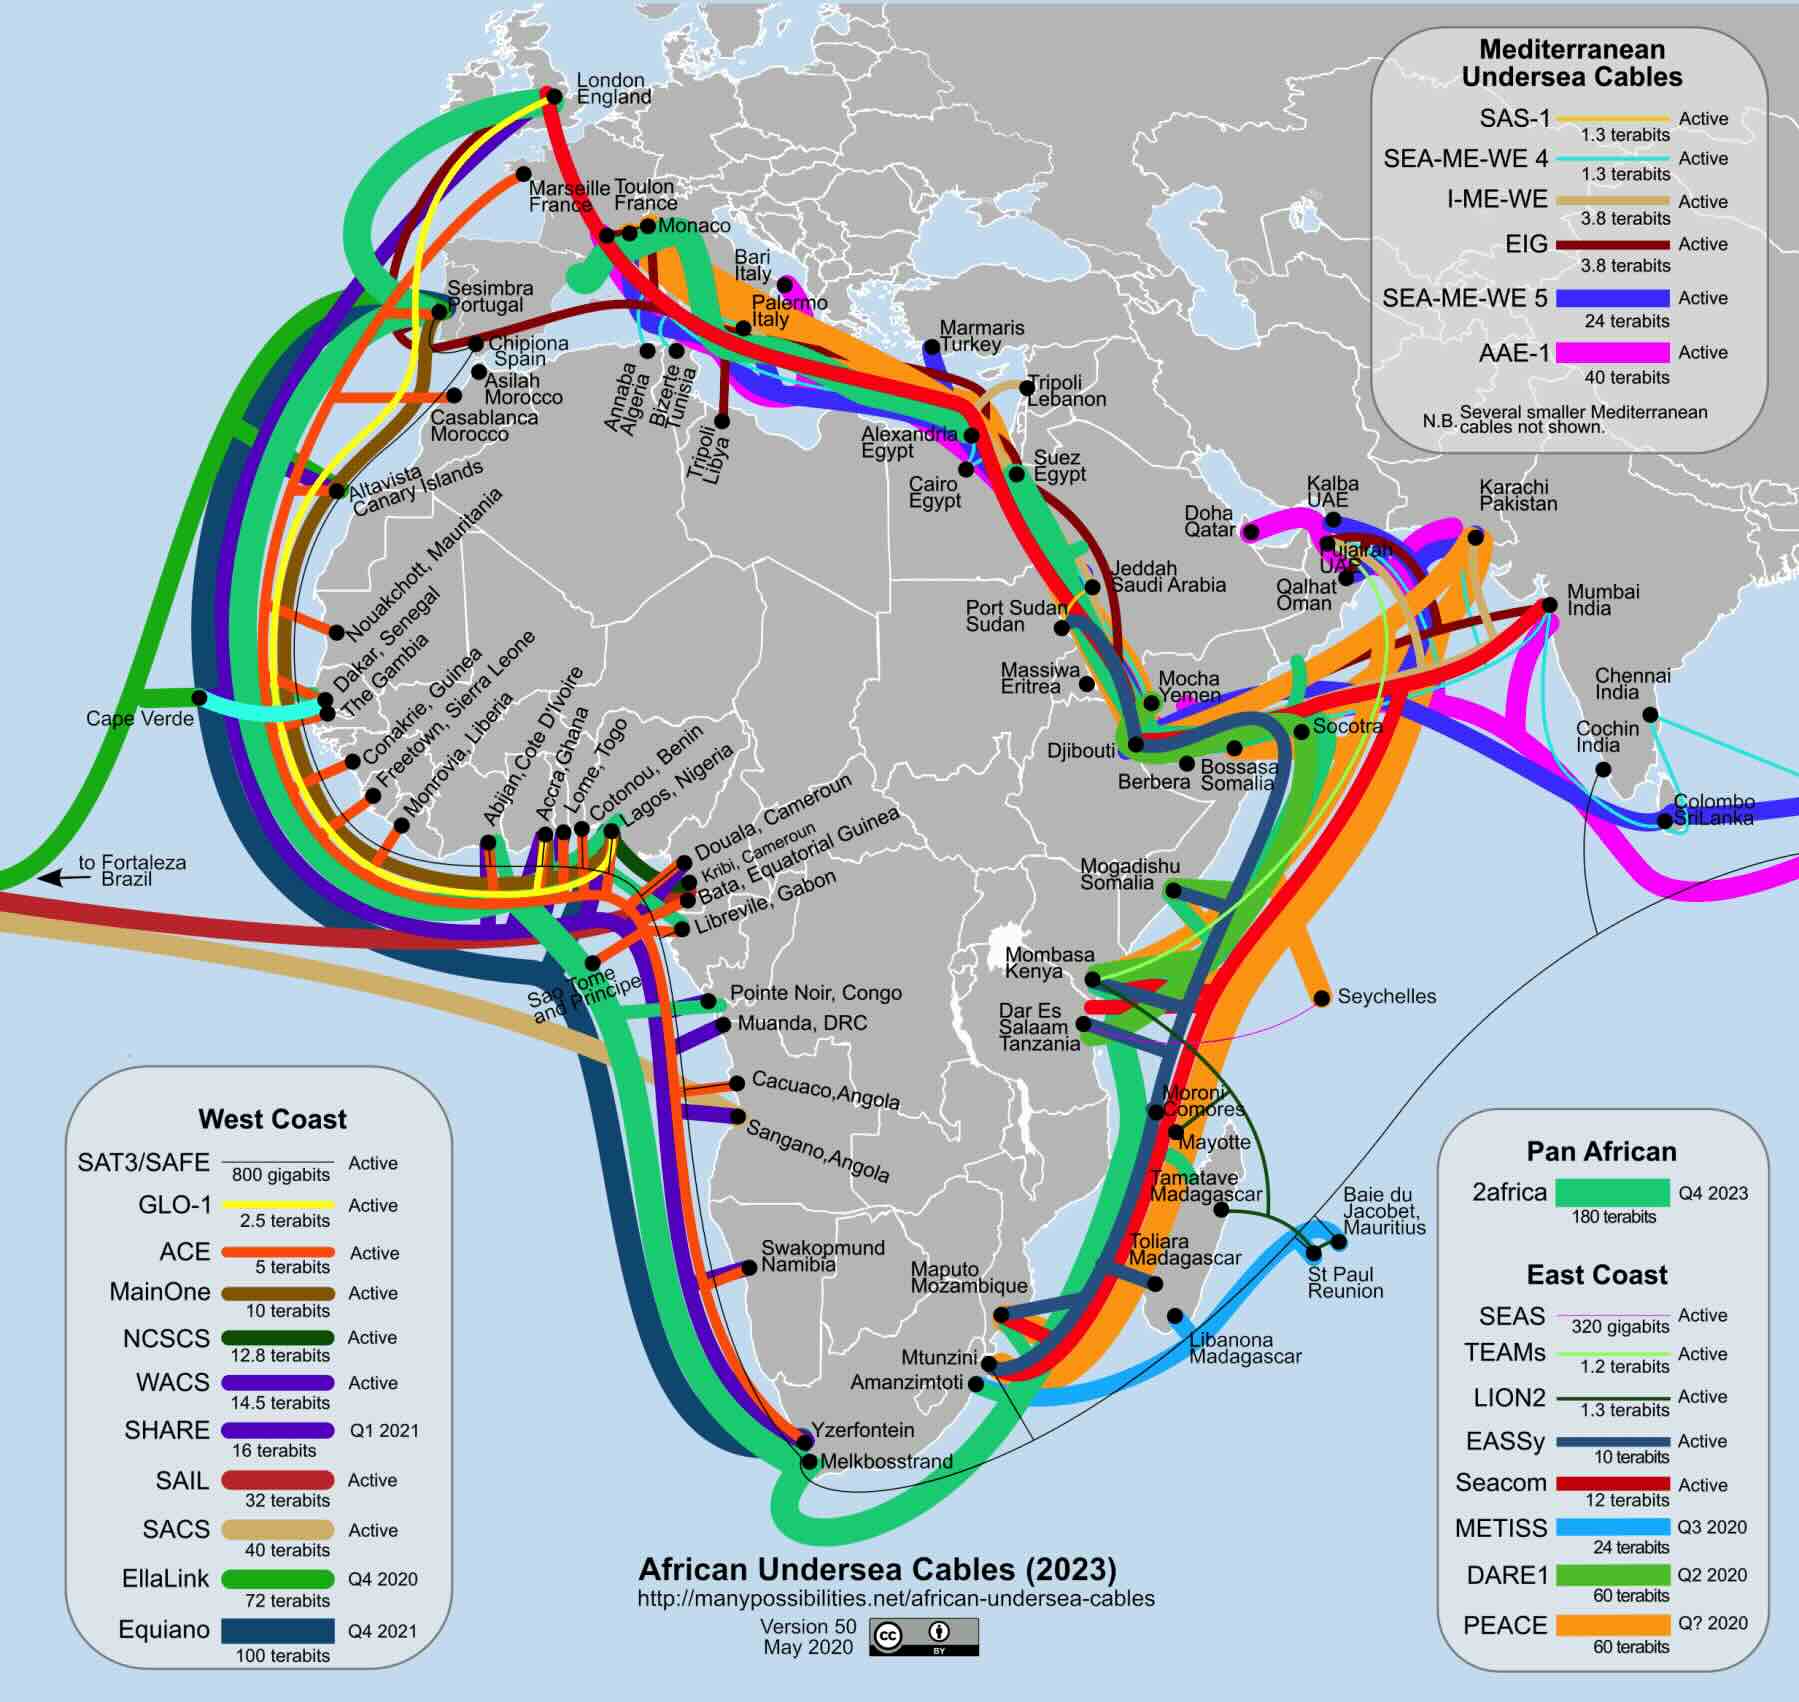 London
England
Marseille
France
Toulon
France
Monaco
Bari
Italy
Palermo
Italy
Sesimbra
Portugal
Chipiona
Spain
Asilah
Morocco
Casablanca
Morocco
Annaba
Algeria
Bizerte
Tunisia
Tripoli
Libya
Marmaris
Turkey
Tripoli
Lebanon
Alexandria
Egypt
Cairo
Egypt
Suez
Egypt
Altavista
Canary Islands
Nouakchott, Mauritania
Dakar, Senegal
The Gambia
Conakrie, Guinea
Freetown, Sierra Leone
Monrovia, Liberia
Abijan,Cote D'Ivoire
Accra,Ghana
Lome, Togo
Cotonou, Benin
Lagos, Nigeria
Douala, Cameroun
Kribi, Cameroun
Bata, Equatorial Guinea
Librevile, Gabon
Cape Verde
to Fortaleza
Brazil
Sao Tome
and Principe
Pointe Noir, Congo
Muanda, DRC
Cacuaco,Angola
Sangano,Angola
Swakopmund
Namibia
Yzerfontein
Melkbosstrand
Doha
Qatar
Kalba
UAE
Fujairah
UAE
Qalhat
Oman
Karachi
Pakistan
Jeddah
Saudi Arabia
Port Sudan
Sudan
Massiwa
Eritrea
Mocha
Yemen
Djibouti
Berbera
Bossasa
Somalia
Socotra
Mumbai
India
Chennai
India
Cochin
India
Colombo
SriLanka
Mogadishu
Somalia
Mombasa
Kenya
Dar Es
Salaam
Tanzania
Seychelles
Moroni
Comores
Mayotte
Tamatave
Madagascar
Toliara
Madagascar
Libanona
Madagascar
Baie du
Jacobet,
Mauritius
St Paul
Reunion
Maputo
Mozambique
Mtunzini
Amanzimtoti
Mediterranean
Undersea Cables
SAS-1 Active
1.3 terabits
SEA-ME-WE 4 Active
1.3 terabits
I-ME-WE Active
3.8 terabits
EIG Active
3.8 terabits
SEA-ME-WE 5 Active
24 terabits
AAE-1 Active
40 terabits
N.B. Several smaller Mediterranean
cables not shown.
West Coast
SAT3/SAFE Active
800 gigabits
GLO-1 Active
2.5 terabits
ACE Active
5 terabits
MainOne Active
10 terabits
NCSCS Active
12.8 terabits
WACS Active
14.5 terabits
SHARE Q1 2021
16 terabits
SAIL Active
32 terabits
SACS Active
40 terabits
EllaLink Q4 2020
72 terabits
Equiano Q4 2021
100 terabits
Pan African
2africa Q4 2023
180 terabits
East Coast
SEAS Active
320 gigabits
TEAMs Active
1.2 terabits
LION2 Active
1.3 terabits
EASSy Active
10 terabits
Seacom Active
12 terabits
METISS Q3 2020
24 terabits
DARE1 Q2 2020
60 terabits
PEACE Q? 2020
60 terabits
African Undersea Cables (2023)
http://manypossibilities.net/african-undersea-cables
Version 50
May 2020
cc
BY